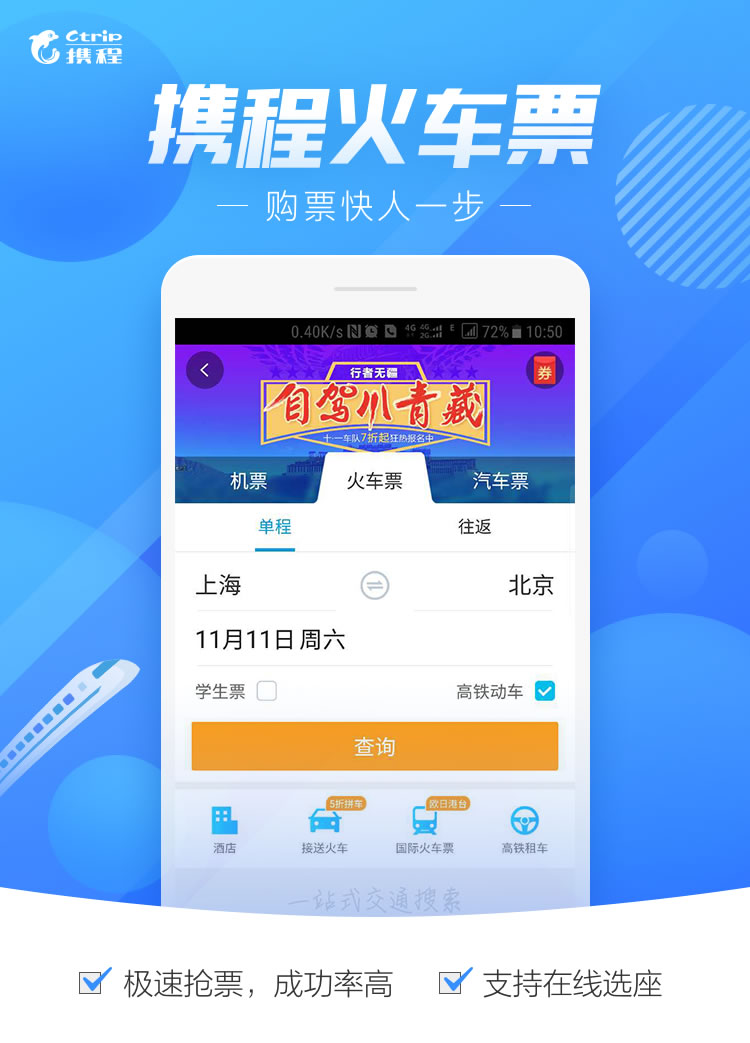 Ctrip
携程
携程火车票
购票快人一步
0.40K/s 4G 4G 2G E 72% 10:50
行者无疆
券
自驾川青藏
十·一车队7折起狂热报名中
机票 火车票 汽车票
单程 往返
上海 北京
11月11日 周六
学生票 高铁动车
查询
5折拼车 欧日港台
酒店 接送火车 国际火车票 高铁租车
一站式交通搜索
极速抢票，成功率高 支持在线选座